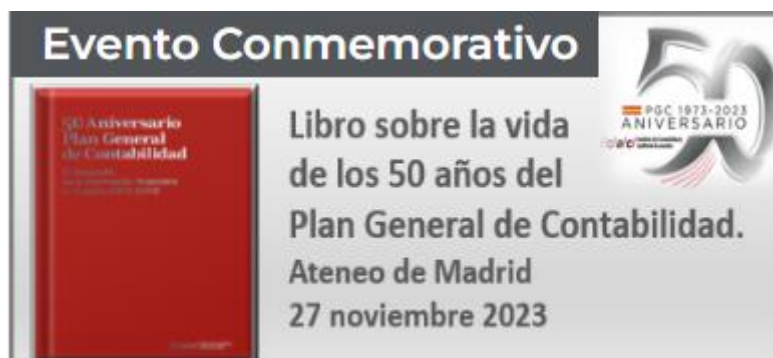 Evento Conmemorativo
50 Aniversario
Plan General
de Contabilidad
Libro sobre la vida
de los 50 años del
Plan General de Contabilidad.
Ateneo de Madrid
27 noviembre 2023
50
PGC 1973-2023
ANIVERSARIO